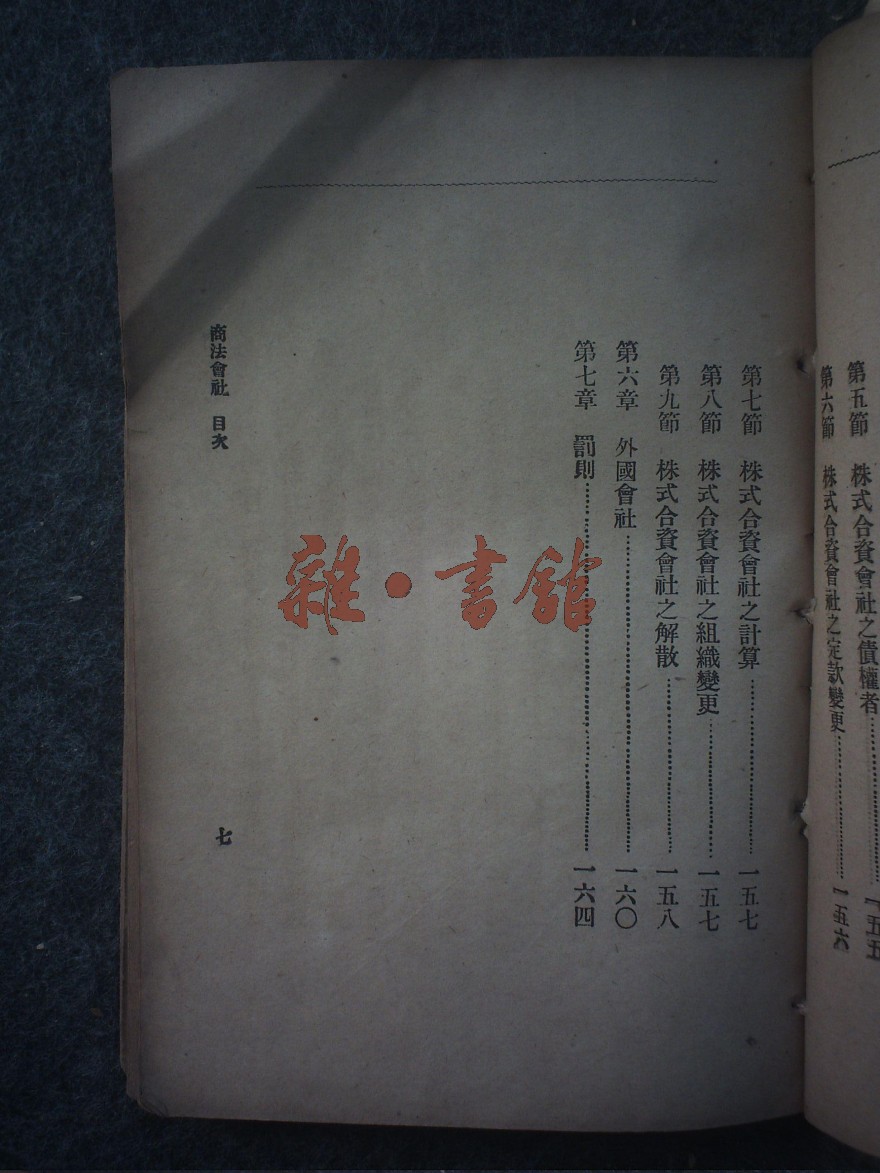 第五節 株式合資會社之債權者……一五五
第六節 株式合資會社之定款變更……一五六
第七節 株式合資會社之計算……一五七
第八節 株式合資會社之組織變更……一五七
第九節 株式合資會社之解散……一五八
第六章 外國會社……一六〇
第七章 罰則……一六四
商法會社 目次
七
雜·書館